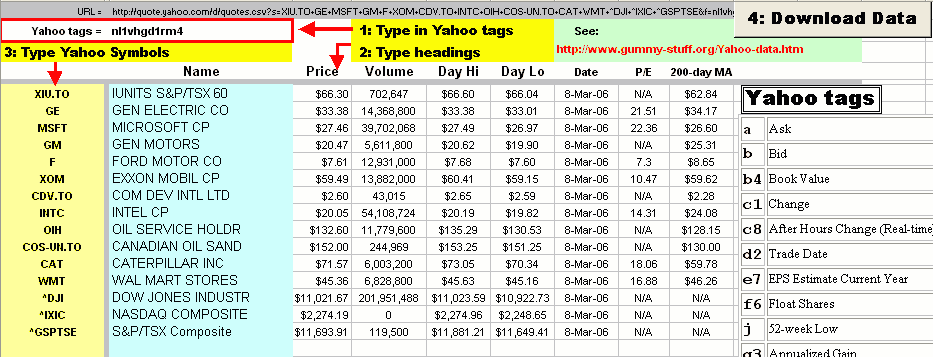 URL = http://quote.yahoo.com/d/quotes.csv?s=XIU.TO+GE+MSFT+GM+F+XOM+CDV.TO+INTC+OIH+COS-UN.TO+CAT+WMT+^DJI+^IXIC+^GSPTSE&f=nl1vh
4: Download Data
Yahoo tags = nl1vhgd1rm4
1: Type in Yahoo tags
See:
3: Type Yahoo Symbols
2: Type headings
http://www.gummy-stuff.org/Yahoo-data.htm
Name Price Volume Day Hi Day Lo Date P/E 200-day MA
XIU.TO IUNITS S&P/TSX 60 $66.30 702,647 $66.60 $66.04 8-Mar-06 N/A $62.84
GE GEN ELECTRIC CO $33.38 14,368,800 $33.38 $33.01 8-Mar-06 21.51 $34.17
MSFT MICROSOFT CP $27.46 39,702,068 $27.49 $26.97 8-Mar-06 22.36 $26.60
GM GEN MOTORS $20.47 5,611,800 $20.62 $19.90 8-Mar-06 N/A $25.31
F FORD MOTOR CO $7.61 12,931,000 $7.68 $7.60 8-Mar-06 7.3 $8.65
XOM EXXON MOBIL CP $59.49 13,882,000 $60.41 $59.15 8-Mar-06 10.47 $59.62
CDV.TO COM DEV INTL LTD $2.60 43,015 $2.65 $2.59 8-Mar-06 N/A $2.28
INTC INTEL CP $20.05 54,108,724 $20.19 $19.82 8-Mar-06 14.31 $24.08
OIH OIL SERVICE HOLDR $132.60 11,779,600 $135.29 $130.53 8-Mar-06 N/A $128.15
COS-UN.TO CANADIAN OIL SAND $152.00 244,969 $153.25 $151.25 8-Mar-06 N/A $130.00
CAT CATERPILLAR INC $71.57 6,003,200 $73.05 $70.34 8-Mar-06 18.06 $59.78
WMT WAL MART STORES $45.36 6,828,800 $45.63 $45.16 8-Mar-06 16.88 $46.26
^DJI DOW JONES INDUSTR $11,021.67 201,951,488 $11,023.59 $10,922.73 8-Mar-06 N/A N/A
^IXIC NASDAQ COMPOSITE $2,274.19 0 $2,274.96 $2,248.65 8-Mar-06 N/A N/A
^GSPTSE S&P/TSX Composite $11,693.91 119,500 $11,881.21 $11,649.41 8-Mar-06 N/A N/A
Yahoo tags
a Ask
b Bid
b4 Book Value
c1 Change
c8 After Hours Change (Real-time
d2 Trade Date
e7 EPS Estimate Current Year
f6 Float Shares
j 52-week Low
g3 Annualized Gain